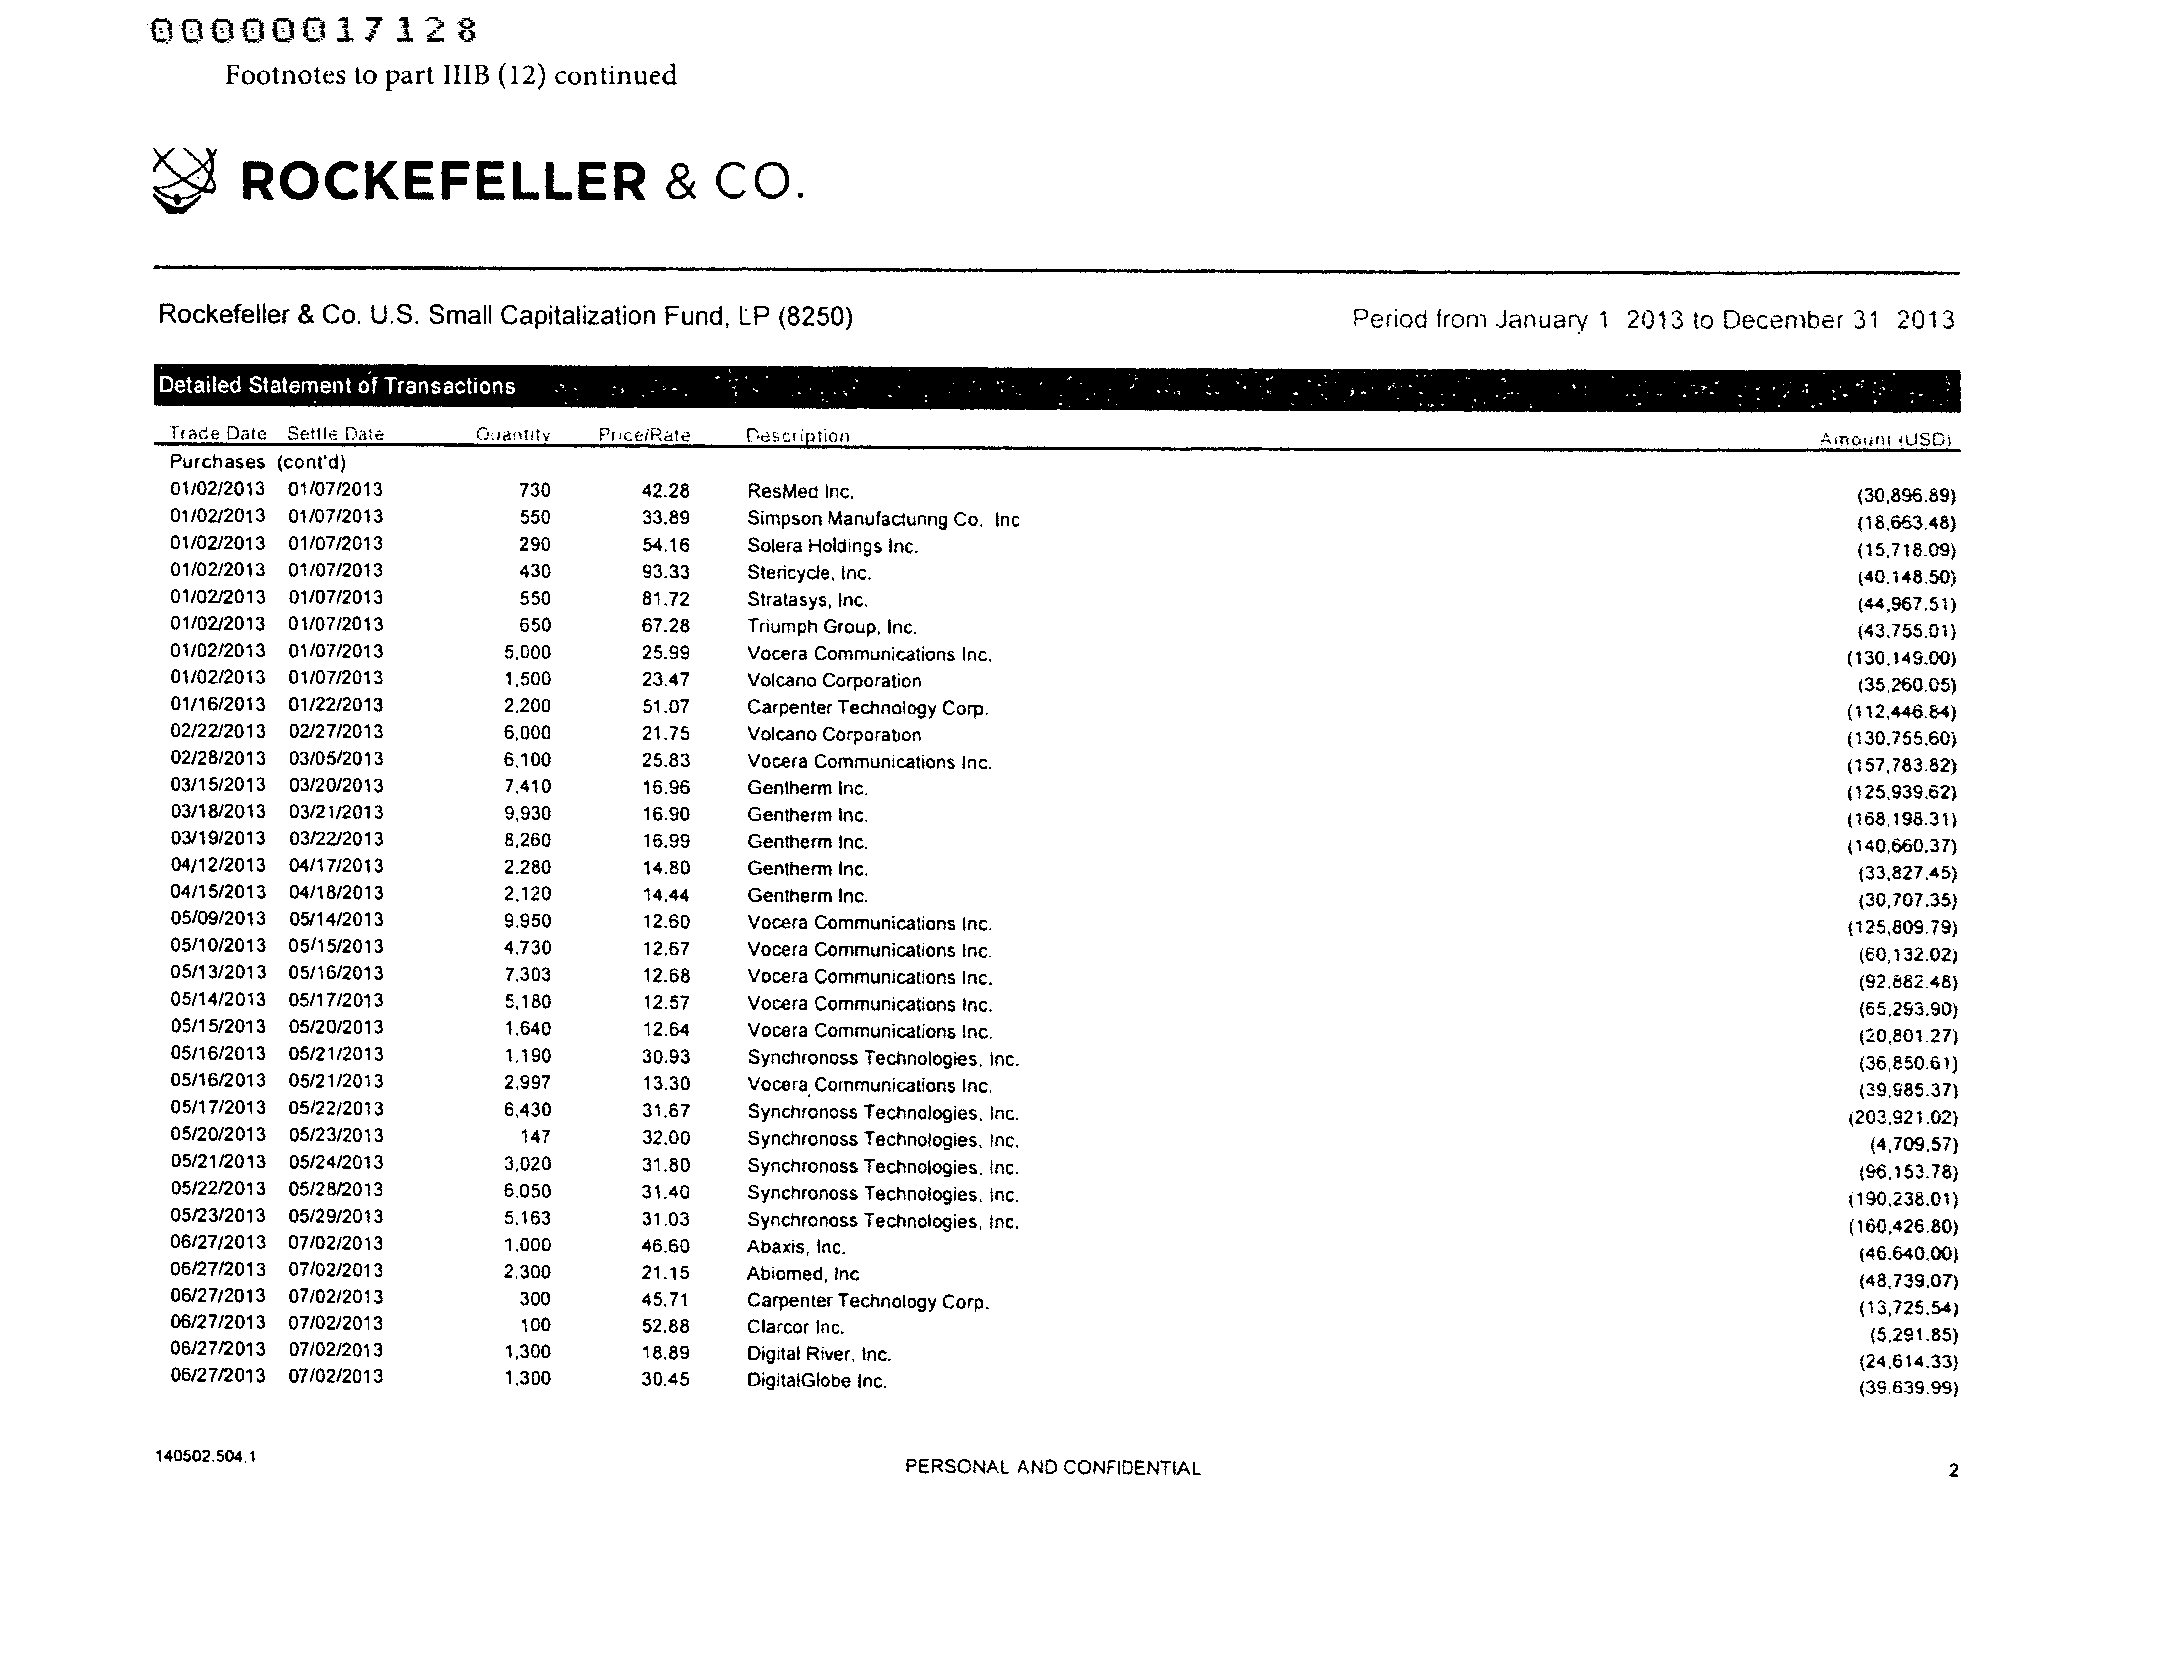 00000017128
Footnotes to part IIIB (12) continued
ROCKEFELLER & CO.
Rockefeller & Co. U.S. Small Capitalization Fund, LP (8250) Period from January 1 2013 to December 31 2013
Detailed Statement of Transactions
Trade Date Settle Date Quantity Price/Rate Description Amount (USD)
Purchases (cont'd)
01/02/2013 01/07/2013 730 42.28 ResMed Inc. (30,896.89)
01/02/2013 01/07/2013 550 33.89 Simpson Manufacturing Co. Inc (18,663.48)
01/02/2013 01/07/2013 290 54.16 Solera Holdings Inc. (15,718.09)
01/02/2013 01/07/2013 430 93.33 Stericycle, Inc. (40,148.50)
01/02/2013 01/07/2013 550 81.72 Stratasys, Inc. (44,967.51)
01/02/2013 01/07/2013 650 67.28 Triumph Group, Inc. (43,755.01)
01/02/2013 01/07/2013 5,000 25.99 Vocera Communications Inc. (130,149.00)
01/02/2013 01/07/2013 1,500 23.47 Volcano Corporation (35,260.05)
01/16/2013 01/22/2013 2,200 51.07 Carpenter Technology Corp. (112,446.84)
02/22/2013 02/27/2013 6,000 21.75 Volcano Corporation (130,755.60)
02/28/2013 03/05/2013 6,100 25.83 Vocera Communications Inc. (157,783.82)
03/15/2013 03/20/2013 7,410 16.96 Gentherm Inc. (125,939.62)
03/18/2013 03/21/2013 9,930 16.90 Gentherm Inc. (168,198.31)
03/19/2013 03/22/2013 8,260 16.99 Gentherm Inc. (140,660.37)
04/12/2013 04/17/2013 2,280 14.80 Gentherm Inc. (33,827.45)
04/15/2013 04/18/2013 2,120 14.44 Gentherm Inc. (30,707.35)
05/09/2013 05/14/2013 9,950 12.60 Vocera Communications Inc. (125,809.79)
05/10/2013 05/15/2013 4,730 12.67 Vocera Communications Inc. (60,132.02)
05/13/2013 05/16/2013 7,303 12.68 Vocera Communications Inc. (92,882.48)
05/14/2013 05/17/2013 5,180 12.57 Vocera Communications Inc. (65,293.90)
05/15/2013 05/20/2013 1,640 12.64 Vocera Communications Inc. (20,801.27)
05/16/2013 05/21/2013 1,190 30.93 Synchronoss Technologies, Inc. (36,850.61)
05/16/2013 05/21/2013 2,997 13.30 Vocera Communications Inc. (39,985.37)
05/17/2013 05/22/2013 6,430 31.67 Synchronoss Technologies, Inc. (203,921.02)
05/20/2013 05/23/2013 147 32.00 Synchronoss Technologies, Inc. (4,709.57)
05/21/2013 05/24/2013 3,020 31.80 Synchronoss Technologies, Inc. (96,153.78)
05/22/2013 05/28/2013 6,050 31.40 Synchronoss Technologies, Inc. (190,238.01)
05/23/2013 05/29/2013 5,163 31.03 Synchronoss Technologies, Inc. (160,426.80)
06/27/2013 07/02/2013 1,000 46.60 Abaxis, Inc. (46,640.00)
06/27/2013 07/02/2013 2,300 21.15 Abiomed, Inc (48,739.07)
06/27/2013 07/02/2013 300 45.71 Carpenter Technology Corp. (13,725.54)
06/27/2013 07/02/2013 100 52.88 Clarcor Inc. (5,291.85)
06/27/2013 07/02/2013 1,300 18.89 Digital River, Inc. (24,614.33)
06/27/2013 07/02/2013 1,300 30.45 DigitalGlobe Inc. (39,639.99)
140502.504.1 PERSONAL AND CONFIDENTIAL 2